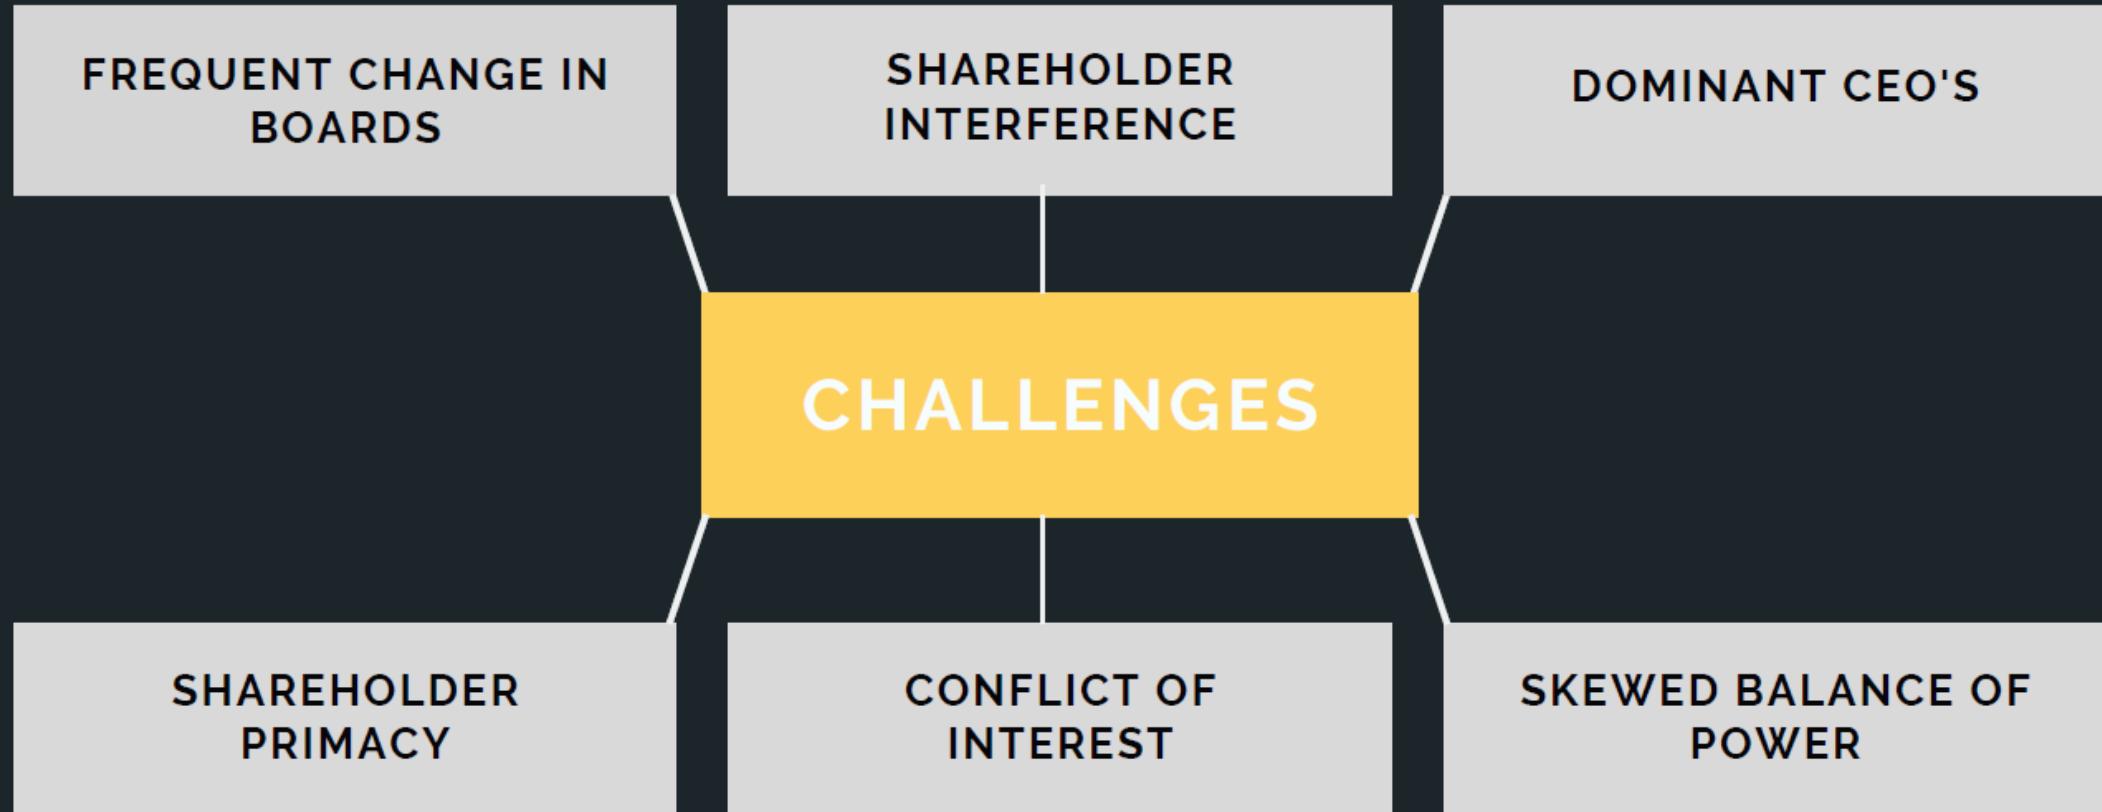 FREQUENT CHANGE IN
BOARDS
SHAREHOLDER
INTERFERENCE
DOMINANT CEO'S
CHALLENGES
SHAREHOLDER
PRIMACY
CONFLICT OF
INTEREST
SKEWED BALANCE OF
POWER